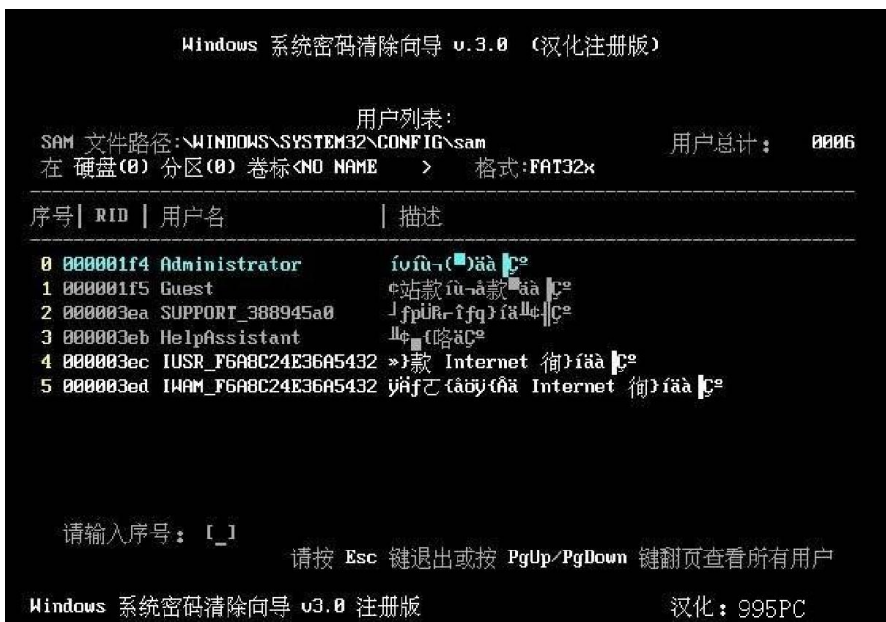 Windows 系统密码清除向导 v.3.0 (汉化注册版)
用户列表:
SAM 文件路径:\WINDOWS\SYSTEM32\CONFIG\sam 用户总计: 0006
在 硬盘(0) 分区(0) 卷标<NO NAME > 格式:FAT32x
序号| RID | 用户名 | 描述
0 000001f4 Administrator
1 000001f5 Guest
2 000003ea SUPPORT_388945a0
3 000003eb HelpAssistant
4 000003ec IUSR_F6A8C24E36A5432 Internet
5 000003ed IWAM_F6A8C24E36A5432 Internet
请输入序号: [_]
请按 Esc 键退出或按 PgUp/PgDown 键翻页查看所有用户
Windows 系统密码清除向导 v3.0 注册版 汉化:995PC